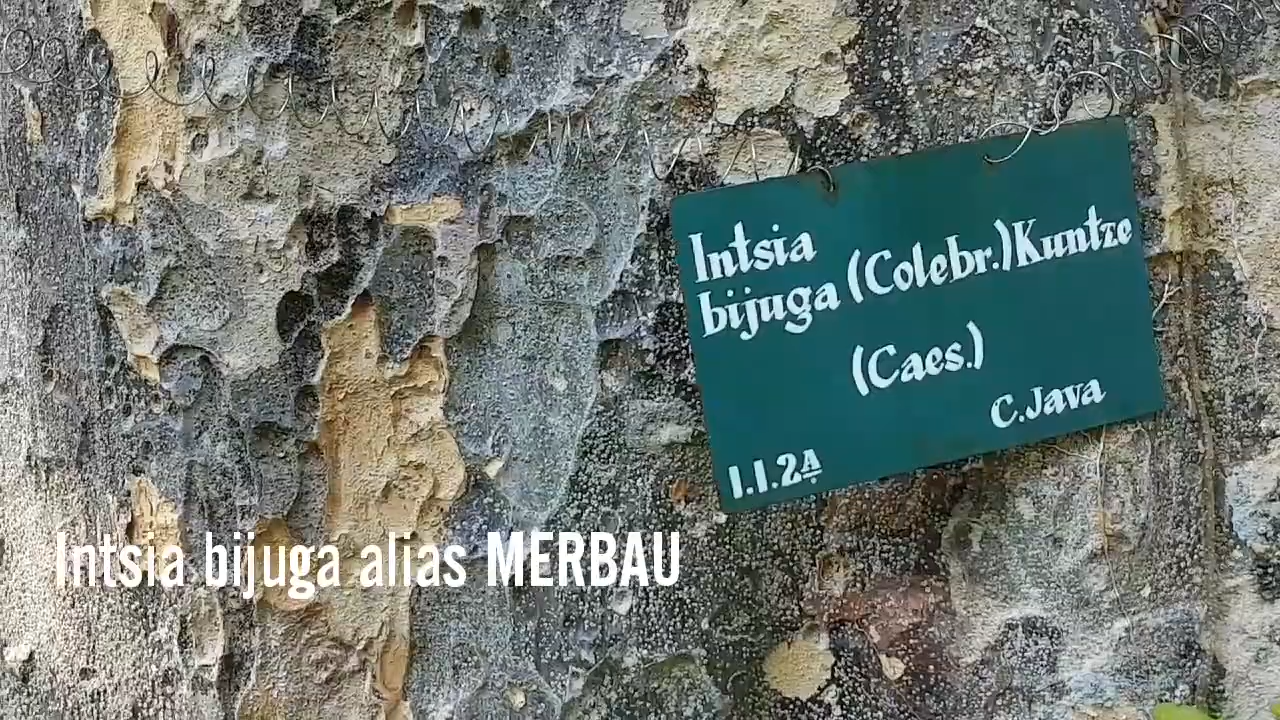 Intsia
bijuga (Colebr.) Kuntze
(Caes.)
C.Java
I.I.2A
Intsia bijuga alias MERBAU